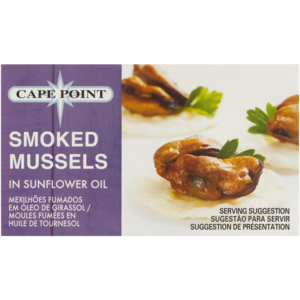 CAPE POINT
SMOKED
MUSSELS
IN SUNFLOWER OIL
MEXILHÕES FUMADOS
EM ÓLEO DE GIRASSOL /
MOULES FUMÉES EN
HUILE DE TOURNESOL
SERVING SUGGESTION
SUGESTÃO PARA SERVIR
SUGGESTION DE PRÉSENTATION